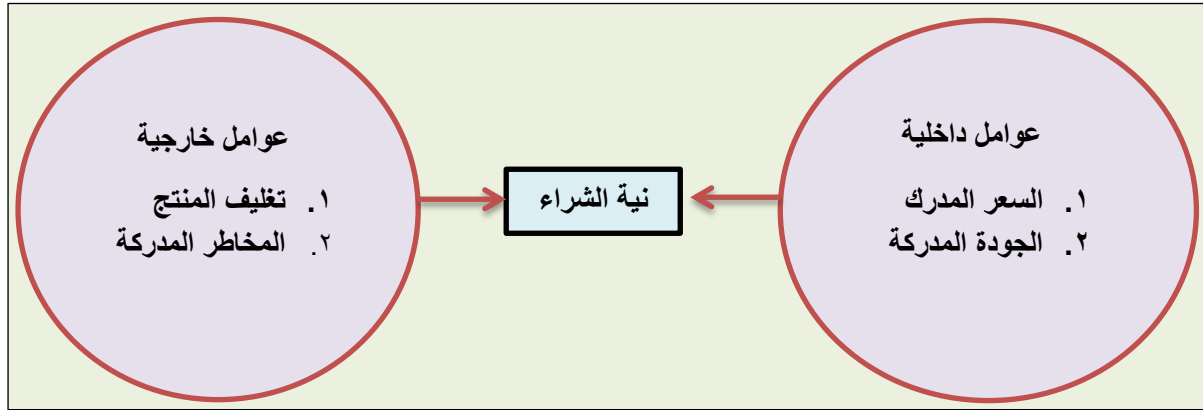 عوامل داخلية
١. السعر المدرك
٢. الجودة المدركة
نية الشراء
عوامل خارجية
١. تغليف المنتج
٢. المخاطر المدركة